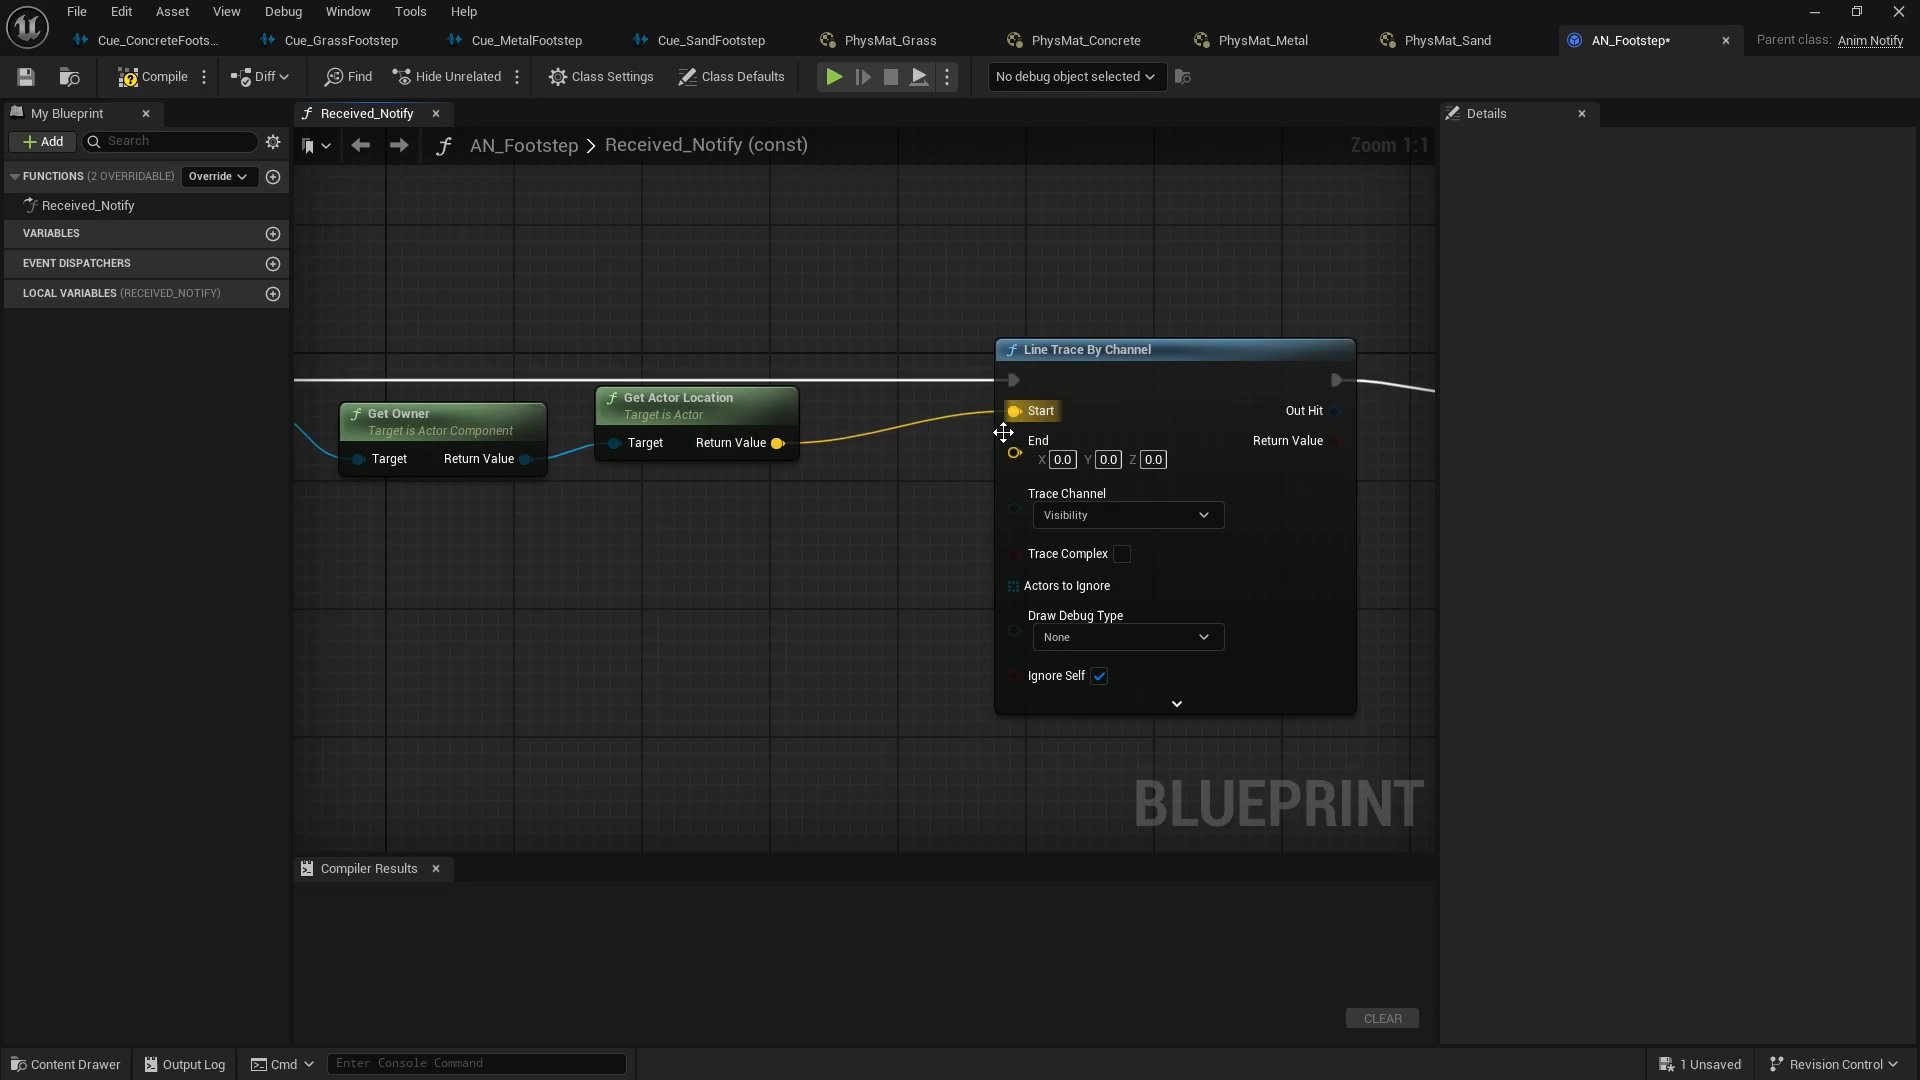 File Edit Asset View Debug Window Tools Help
Cue_ConcreteFoots... Cue_GrassFootstep Cue_MetalFootstep Cue_SandFootstep PhysMat_Grass PhysMat_Concrete PhysMat_Metal PhysMat_Sand AN_Footstep* Parent class: Anim Notify
Compile Diff Find Hide Unrelated Class Settings Class Defaults No debug object selected
My Blueprint
Received_Notify
Details
Add Search
AN_Footstep > Received_Notify (const)
Zoom 1:1
FUNCTIONS (2 OVERRIDABLE) Override
Received_Notify
VARIABLES
EVENT DISPATCHERS
LOCAL VARIABLES (RECEIVED_NOTIFY)
Get Owner
Target is Actor Component
Target Return Value
Get Actor Location
Target is Actor
Target Return Value
Line Trace By Channel
Start Out Hit
End Return Value
X 0.0 Y 0.0 Z 0.0
Trace Channel
Visibility
Trace Complex
Actors to Ignore
Draw Debug Type
None
Ignore Self
BLUEPRINT
Compiler Results
CLEAR
Content Drawer Output Log Cmd Enter Console Command 1 Unsaved Revision Control